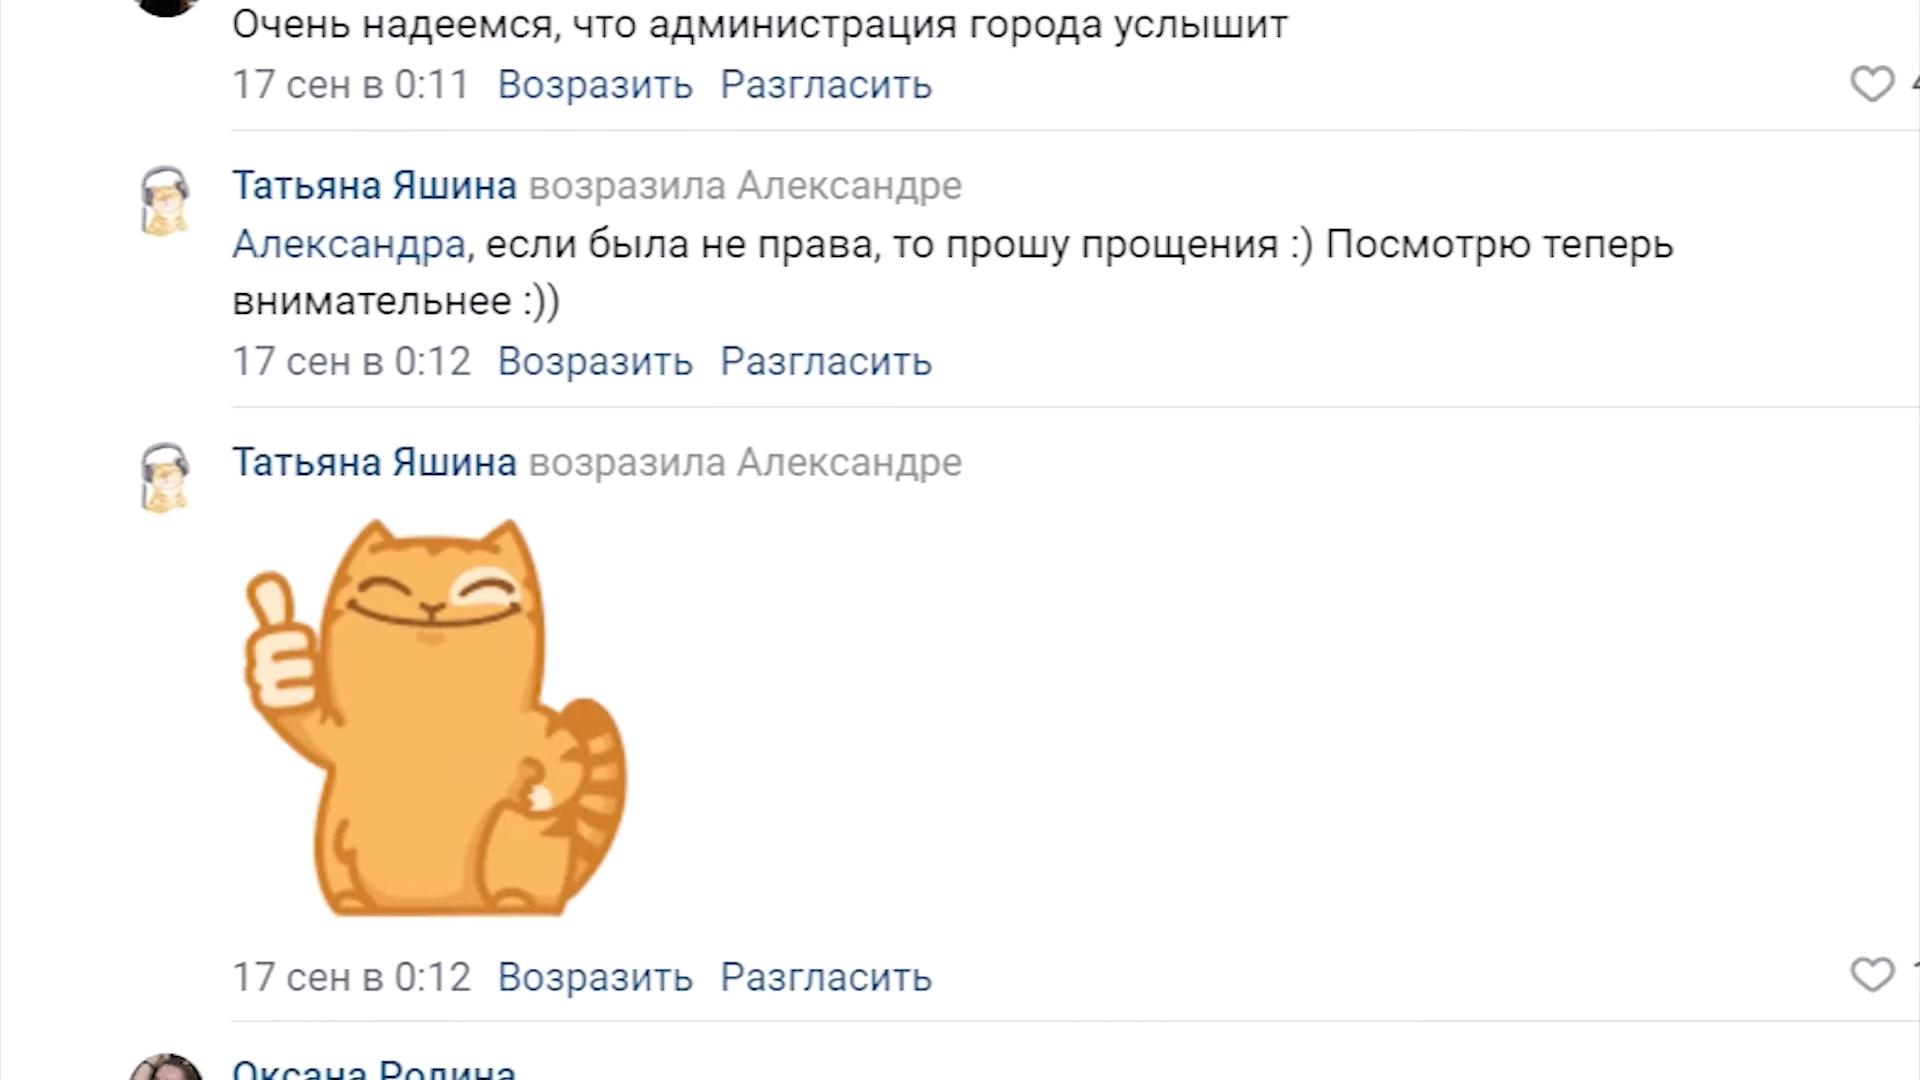 Очень надеемся, что администрация города услышит
17 сен в 0:11 Возразить Разгласить
Татьяна Яшина возразила Александре
Александра, если была не права, то прошу прощения :) Посмотрю теперь
внимательнее :))
17 сен в 0:12 Возразить Разгласить
Татьяна Яшина возразила Александре
17 сен в 0:12 Возразить Разгласить
Оксана Родина